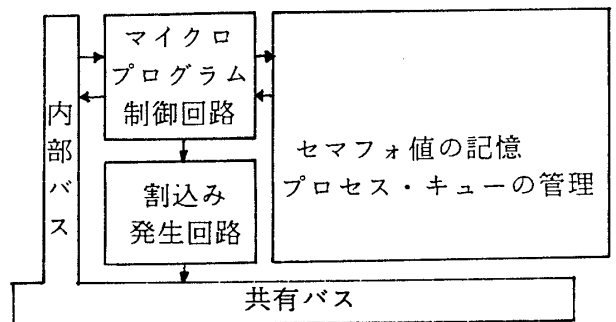 マイクロ
プログラム
制御回路
内部バス
セマフォ値の記憶
プロセス・キューの管理
割込み
発生回路
共有バス